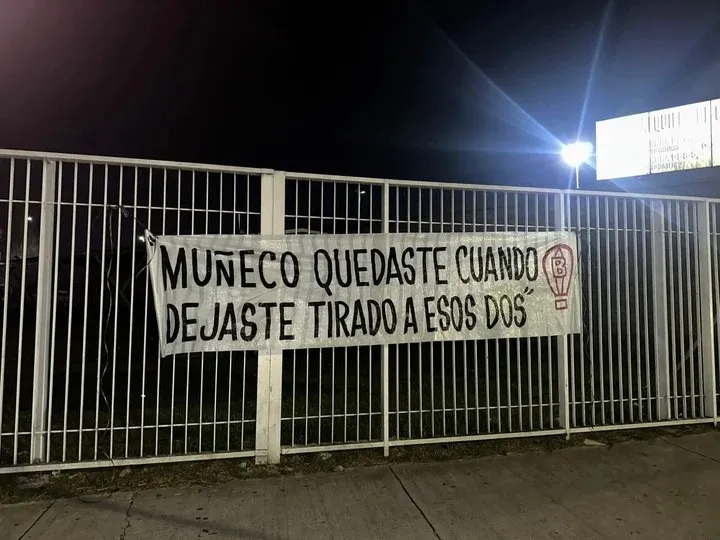 MUÑECO QUEDASTE CUANDO
DEJASTE TIRADO A ESOS DOS"
B